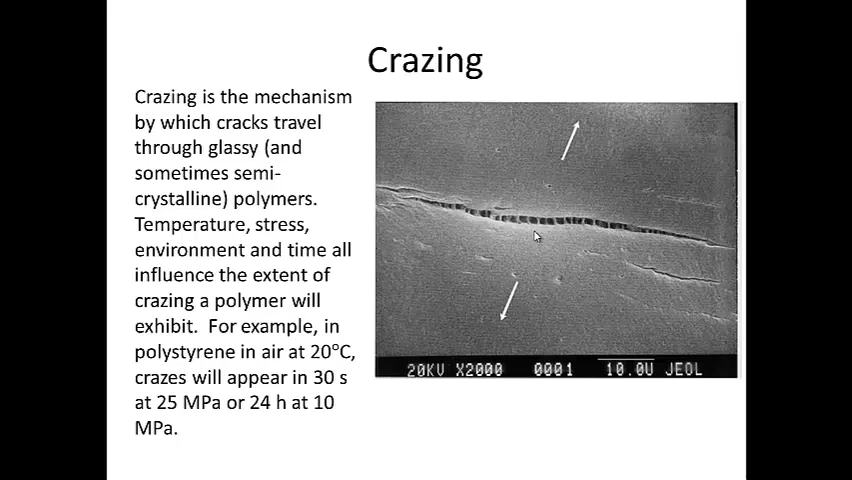 Crazing
Crazing is the mechanism
by which cracks travel
through glassy (and
sometimes semi-
crystalline) polymers.
Temperature, stress,
environment and time all
influence the extent of
crazing a polymer will
exhibit.  For example, in
polystyrene in air at 20°C,
crazes will appear in 30 s
at 25 MPa or 24 h at 10
MPa.
20KV X2000 0001 10.0U JEOL